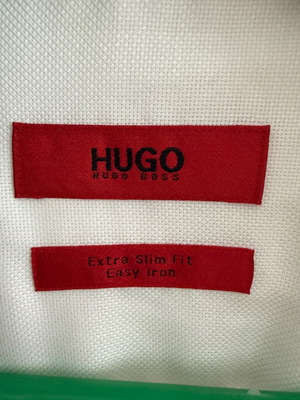 HUGO
HUGO BOSS
Extra Slim Fit
Easy Iron